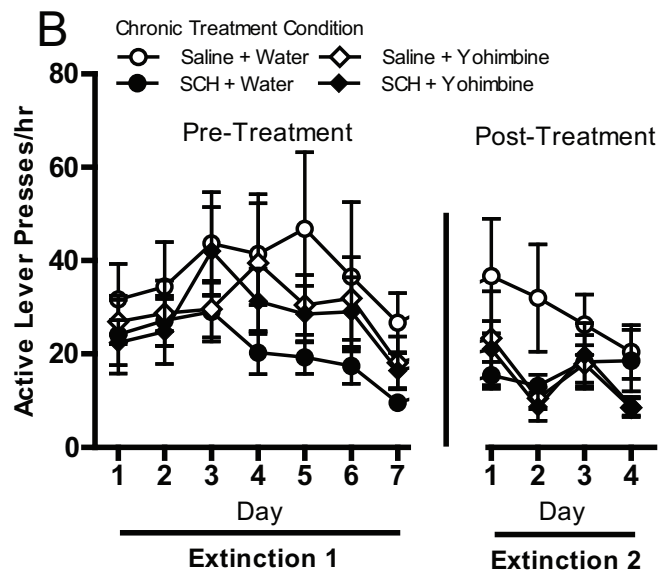 B
Chronic Treatment Condition
Saline + Water
Saline + Yohimbine
SCH + Water
SCH + Yohimbine
Pre-Treatment
Post-Treatment
Active Lever Presses/hr
80
60
40
20
0
1 2 3 4 5 6 7
1 2 3 4
Day
Day
Extinction 1
Extinction 2